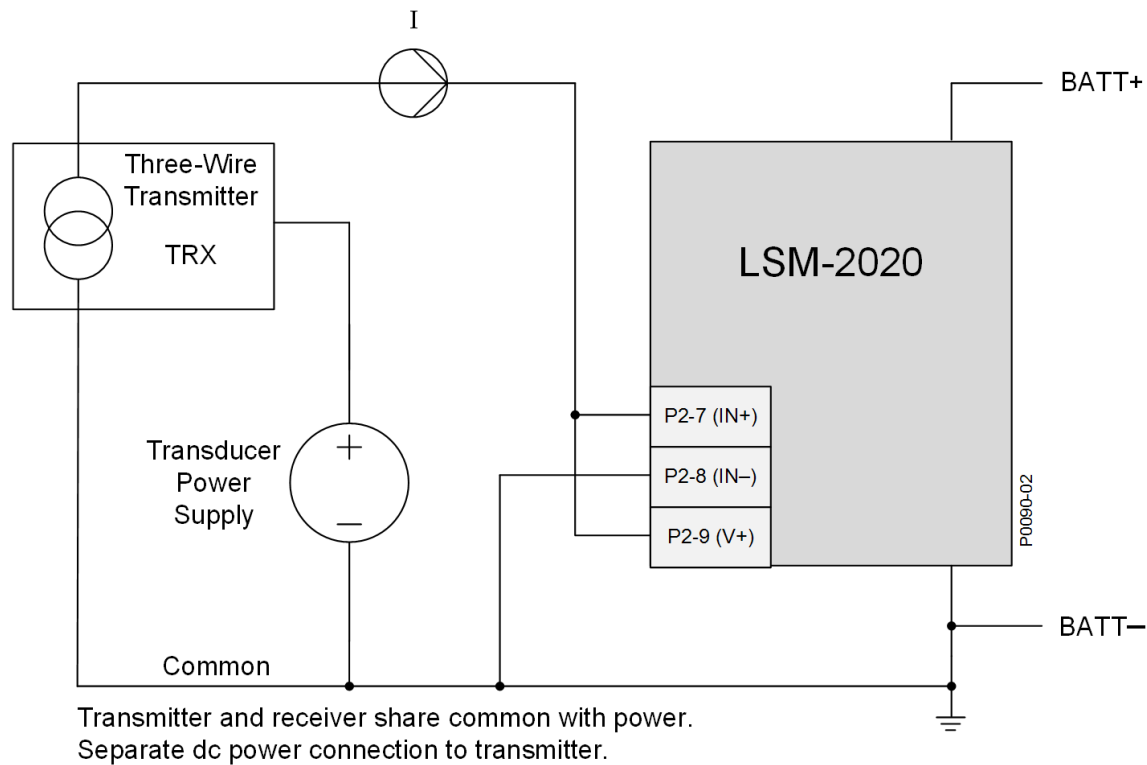 I
BATT+
Three-Wire
Transmitter
TRX
LSM-2020
Transducer
Power
Supply
+
−
P2-7 (IN+)
P2-8 (IN–)
P2-9 (V+)
P0090-02
BATT–
Common
Transmitter and receiver share common with power.
Separate dc power connection to transmitter.